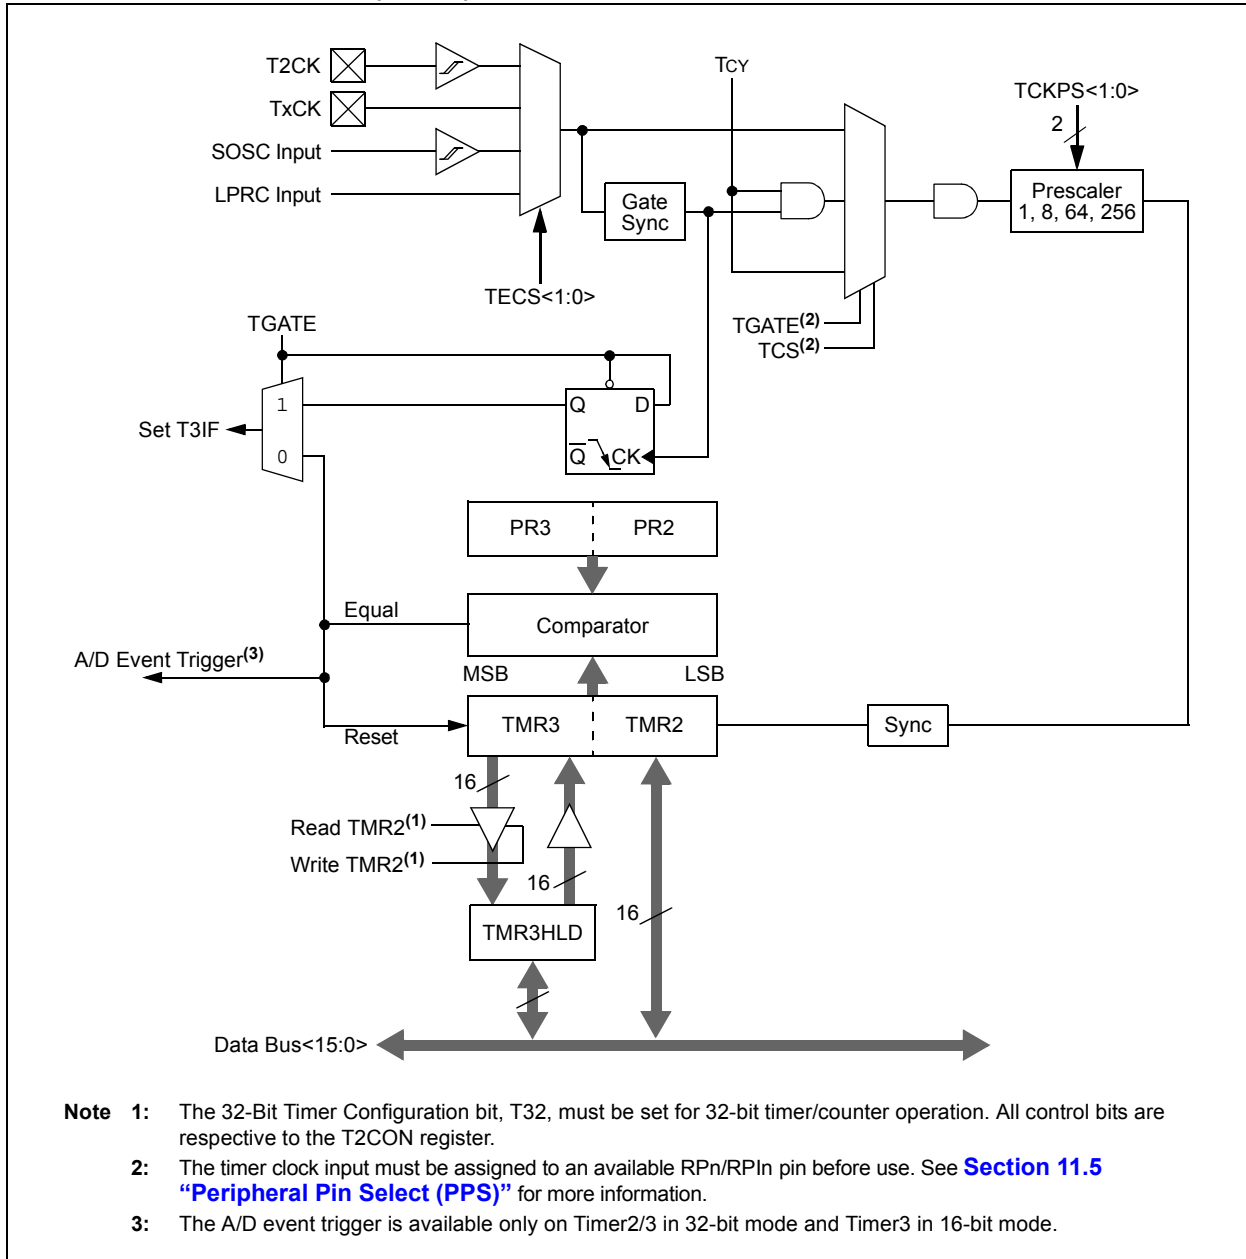 T2CK
TxCK
SOSC Input
LPRC Input
TECS<1:0>
Gate
Sync
TCY
TGATE(2)
TCS(2)
TCKPS<1:0>
2
Prescaler
1, 8, 64, 256
TGATE
1
0
Set T3IF
Q
D
Q
CK
PR3
PR2
Equal
Comparator
A/D Event Trigger(3)
MSB
LSB
Reset
TMR3
TMR2
Sync
16
Read TMR2(1)
Write TMR2(1)
16
16
TMR3HLD
Data Bus<15:0>
Note 1: The 32-Bit Timer Configuration bit, T32, must be set for 32-bit timer/counter operation. All control bits are
respective to the T2CON register.
2: The timer clock input must be assigned to an available RPn/RPIn pin before use. See Section 11.5
“Peripheral Pin Select (PPS)” for more information.
3: The A/D event trigger is available only on Timer2/3 in 32-bit mode and Timer3 in 16-bit mode.